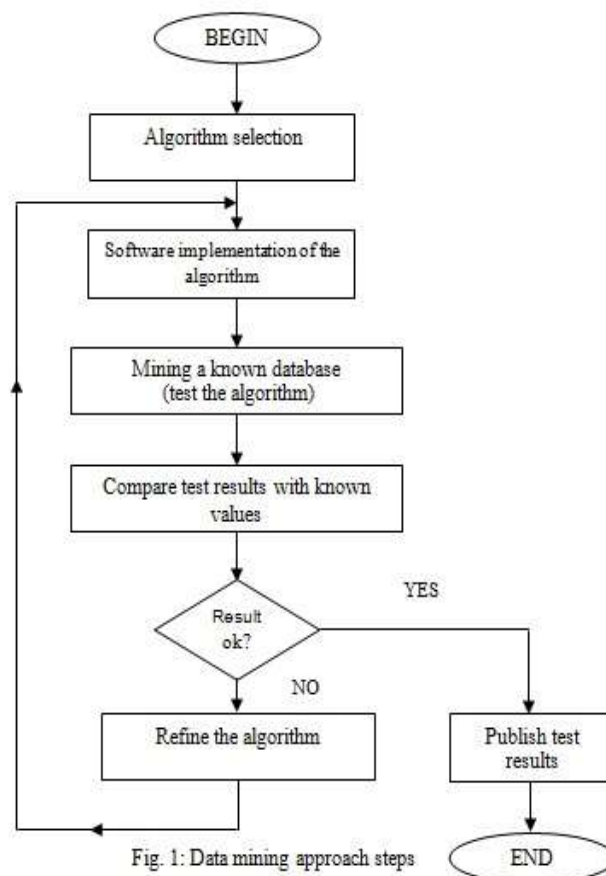 BEGIN
Algorithm selection
Software implementation of the
algorithm
Mining a known database
(test the algorithm)
Compare test results with known
values
Result
ok?
YES
NO
Refine the algorithm
Publish test
results
END
Fig. 1: Data mining approach steps